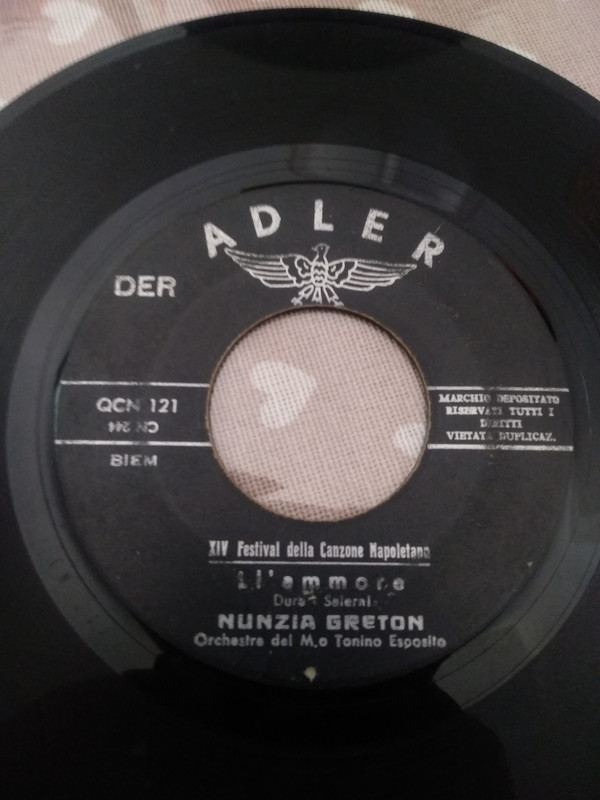 ADLER
DER
QCN 121
CN 244
BIEM
MARCHIO DEPOSITATO
RISERVATI TUTTI I
DIRITTI
VIETATA DUPLICAZ.
XIV Festival della Canzone Napoletana
Ll'ammore
NUNZIA GRETON
Orchestra del M.o Tonino Esposito